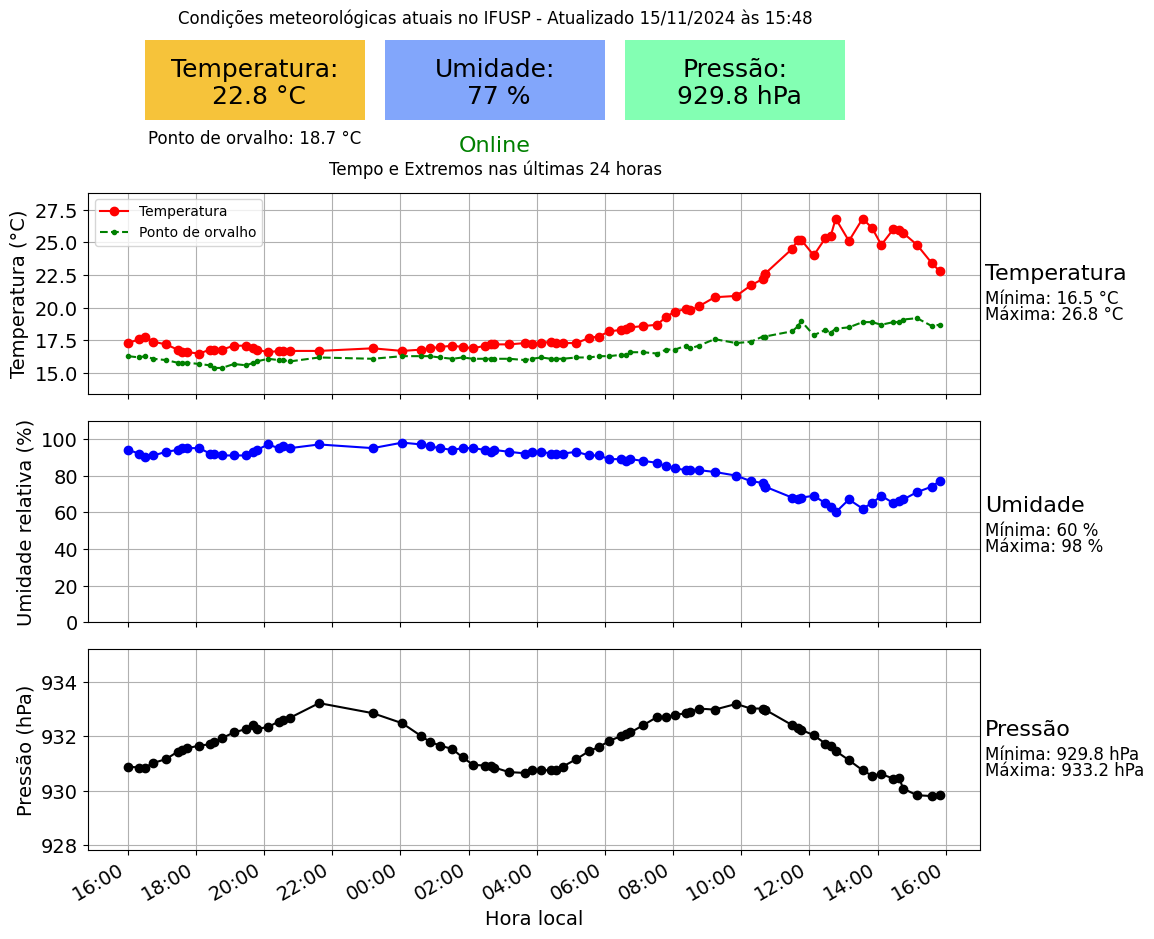 Condições meteorológicas atuais no IFUSP - Atualizado 15/11/2024 às 15:48
Temperatura:
22.8 °C
Umidade:
77 %
Pressão:
929.8 hPa
Ponto de orvalho: 18.7 °C
Online
Tempo e Extremos nas últimas 24 horas
Temperatura (°C)
27.5
25.0
22.5
20.0
17.5
15.0
Temperatura
Ponto de orvalho
Temperatura
Mínima: 16.5 °C
Máxima: 26.8 °C
Umidade relativa (%)
100
80
60
40
20
0
Umidade
Mínima: 60 %
Máxima: 98 %
Pressão (hPa)
934
932
930
928
Pressão
Mínima: 929.8 hPa
Máxima: 933.2 hPa
16:00 18:00 20:00 22:00 00:00 02:00 04:00 06:00 08:00 10:00 12:00 14:00 16:00
Hora local